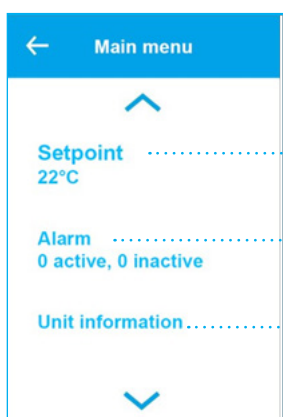 Main menu
Setpoint
22°C
Alarm
0 active, 0 inactive
Unit information